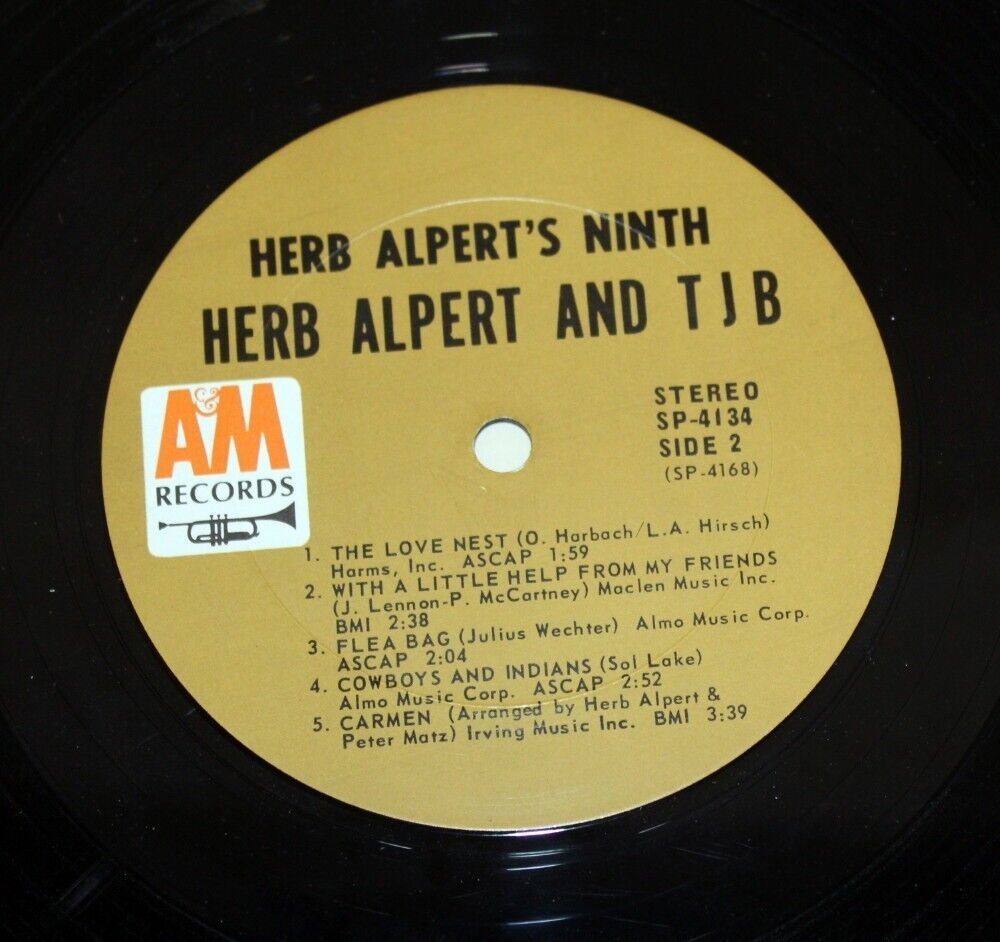 HERB ALPERT'S NINTH
HERB ALPERT AND T J B
A&M
RECORDS
STEREO
SP-4134
SIDE 2
(SP-4168)
1. THE LOVE NEST (O. Harbach/L.A. Hirsch)
Harms, Inc. ASCAP 1:59
2. WITH A LITTLE HELP FROM MY FRIENDS
(J. Lennon-P. McCartney) Maclen Music Inc.
BMI 2:38
3. FLEA BAG (Julius Wechter) Almo Music Corp.
ASCAP 2:04
4. COWBOYS AND INDIANS (Sol Lake)
Almo Music Corp. ASCAP 2:52
5. CARMEN (Arranged by Herb Alpert &
Peter Matz) Irving Music Inc. BMI 3:39